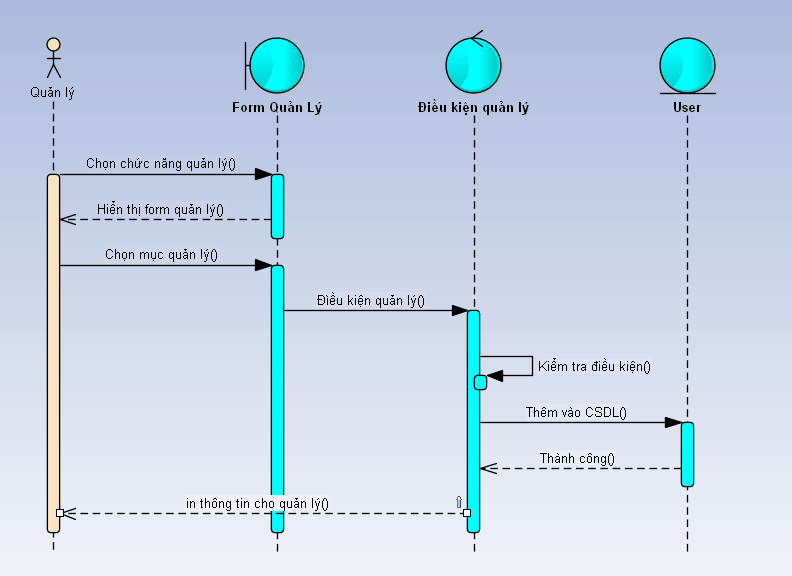 Quản lý
Form Quản Lý
Điều kiện quản lý
User
Chọn chức năng quản lý()
Hiển thị form quản lý()
Chọn mục quản lý()
Điều kiện quản lý()
Kiểm tra điều kiện()
Thêm vào CSDL()
Thành công()
in thông tin cho quản lý()